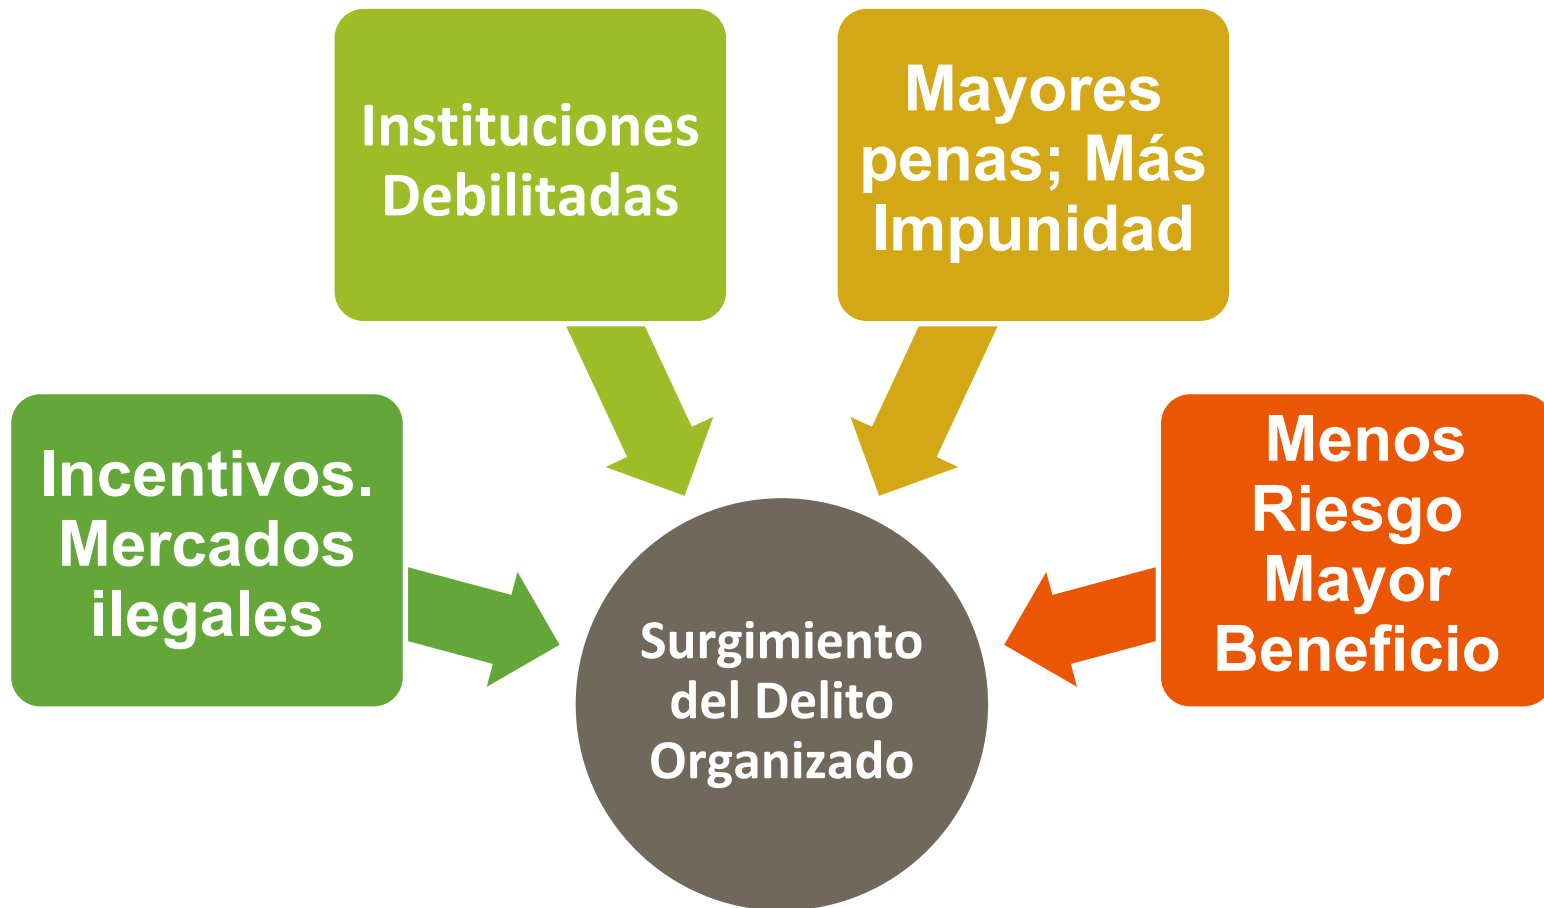 Instituciones
Debilitadas
Mayores
penas; Más
Impunidad
Incentivos.
Mercados
ilegales
Menos
Riesgo
Mayor
Beneficio
Surgimiento
del Delito
Organizado